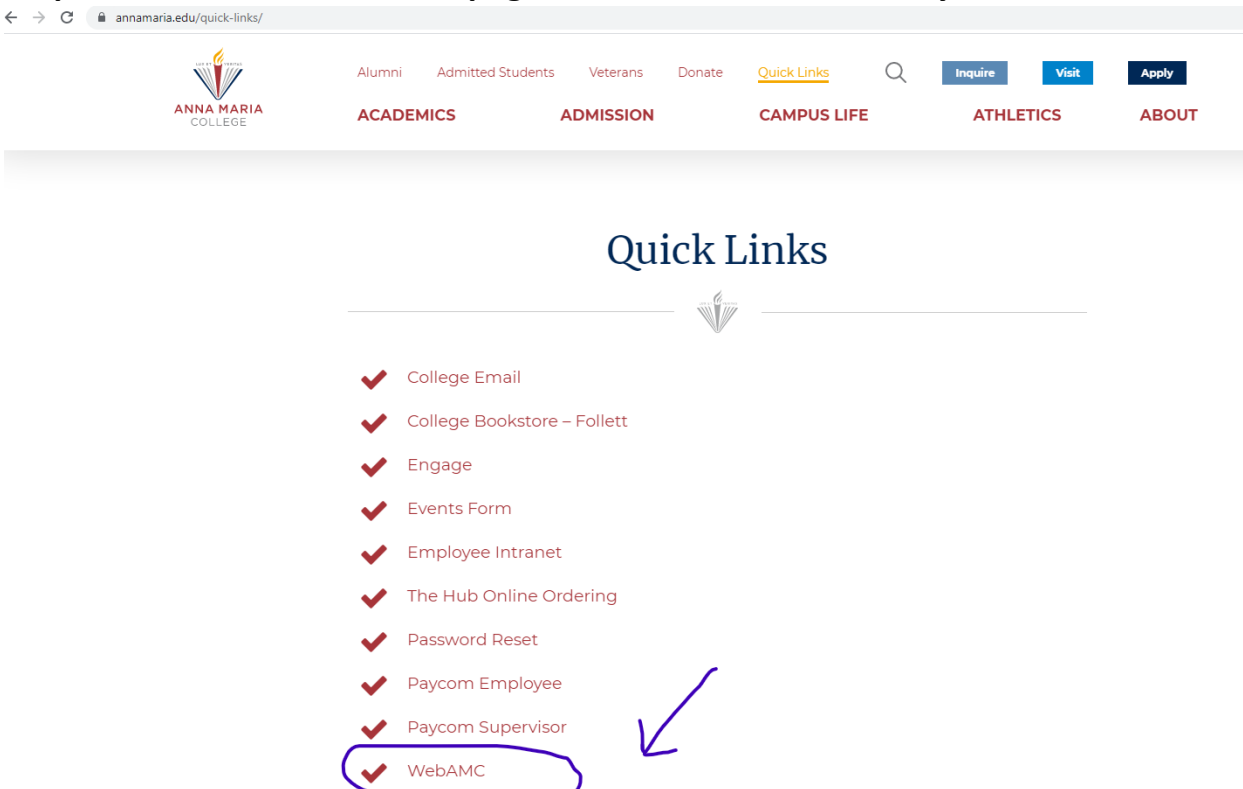 annamaria.edu/quick-links/
Alumni Admitted Students Veterans Donate Quick Links Inquire Visit Apply
ANNA MARIA
COLLEGE
ACADEMICS ADMISSION CAMPUS LIFE ATHLETICS ABOUT
Quick Links
College Email
College Bookstore – Follett
Engage
Events Form
Employee Intranet
The Hub Online Ordering
Password Reset
Paycom Employee
Paycom Supervisor
WebAMC